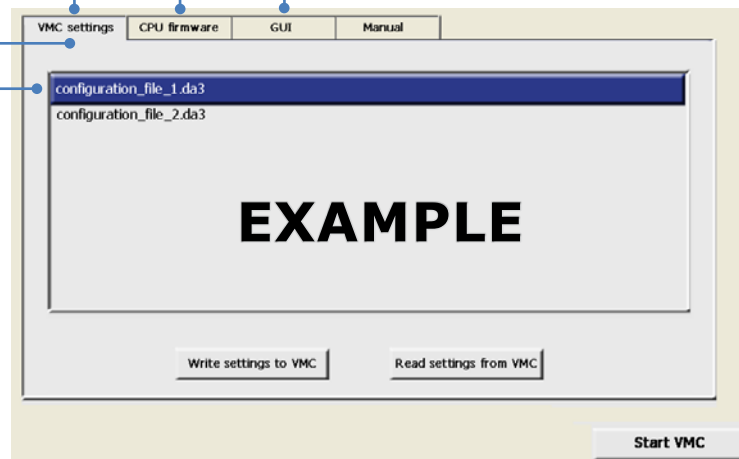 VMC settings CPU firmware GUI Manual
configuration_file_1.da3
configuration_file_2.da3
EXAMPLE
Write settings to VMC Read settings from VMC
Start VMC